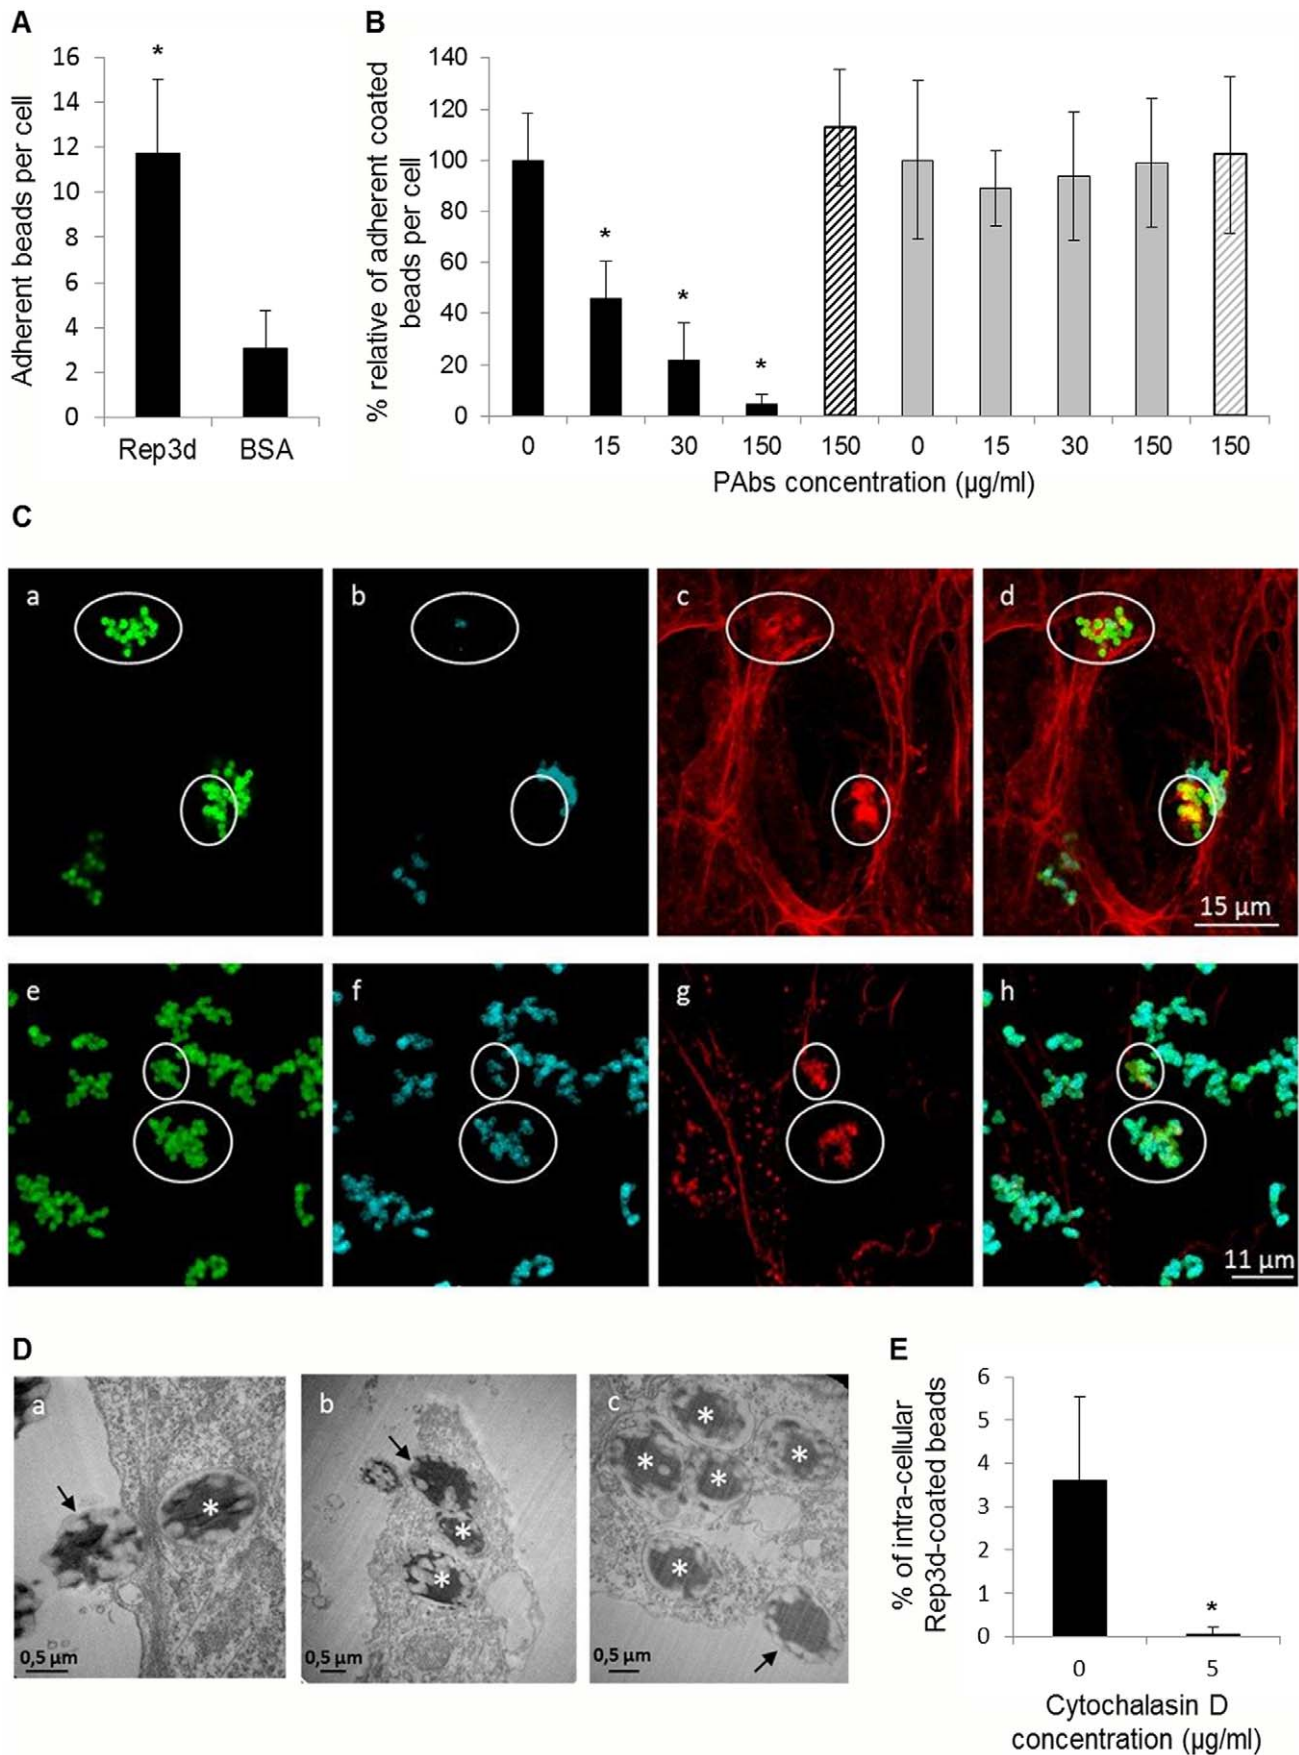 A
B
*
16
14
12
10
8
6
4
2
0
Adherent beads per cell
Rep3d BSA
% relative of adherent coated
beads per cell
140
120
100
80
60
40
20
0
* * *
0 15 30 150 150 0 15 30 150 150
PAbs concentration (µg/ml)
C
a b c d
15 µm
e f g h
11 µm
D
E
a b c
* * * * * * * *
0,5 µm 0,5 µm 0,5 µm
% of intra-cellular
Rep3d-coated beads
6
5
4
3
2
1
0
*
0 5
Cytochalasin D
concentration (µg/ml)